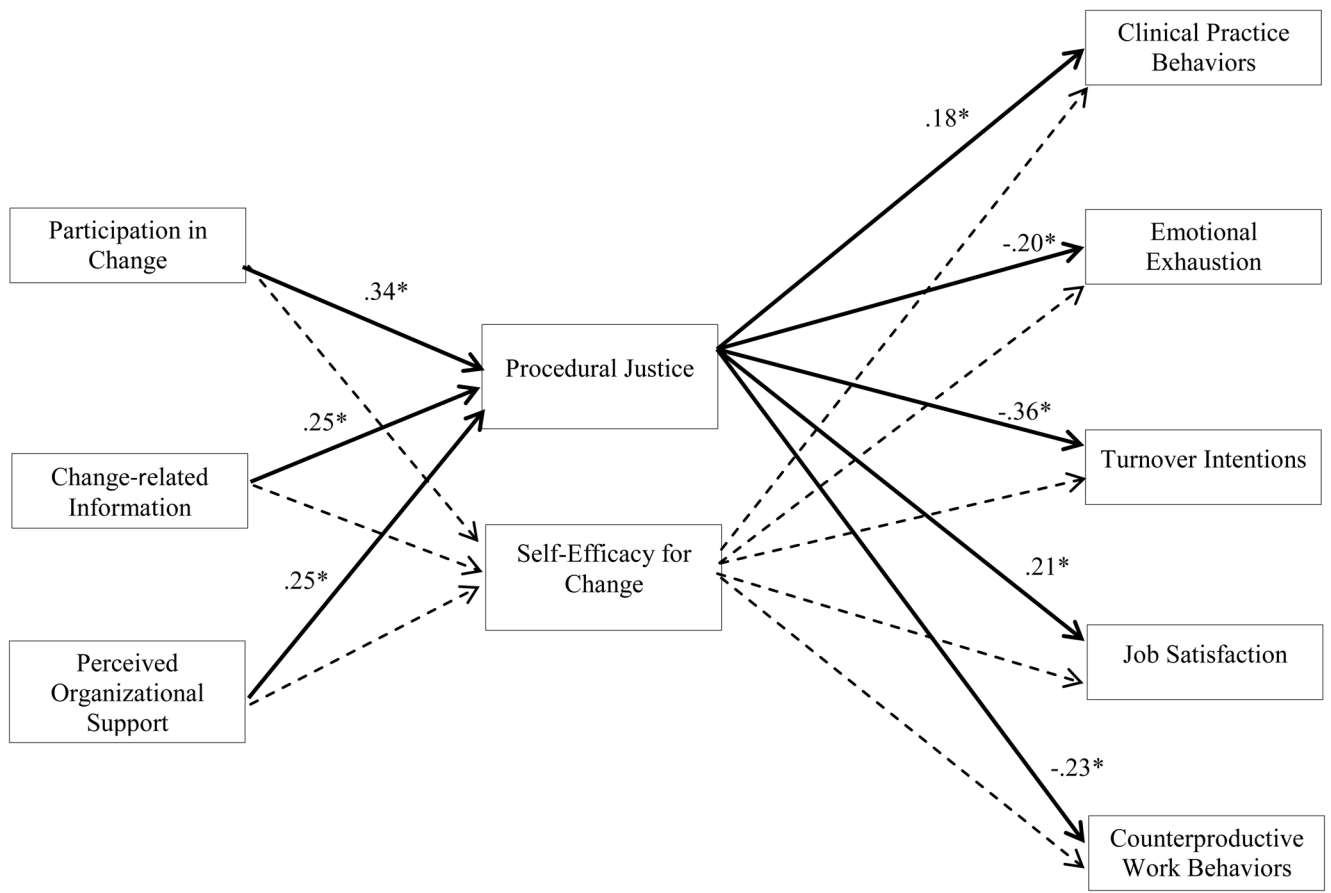 Clinical Practice
Behaviors
.18*
Participation in
Change
-.20*
Emotional
Exhaustion
.34*
Procedural Justice
.25*
-.36*
Change-related
Information
Turnover Intentions
Self-Efficacy for
Change
.25*
.21*
Perceived
Organizational
Support
Job Satisfaction
-.23*
Counterproductive
Work Behaviors